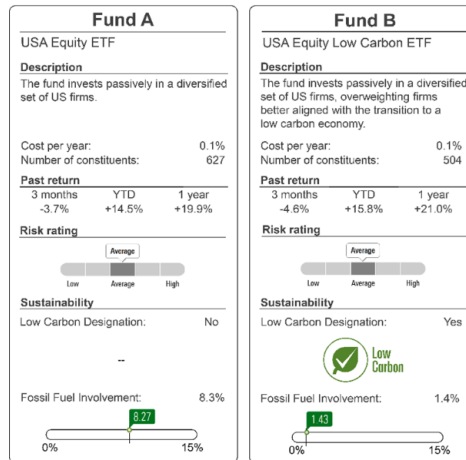 Fund A
USA Equity ETF
Description
The fund invests passively in a diversified
set of US firms.
Cost per year: 0.1%
Number of constituents: 627
Past return
3 months YTD 1 year
-3.7% +14.5% +19.9%
Risk rating
Average
Low Average High
Sustainability
Low Carbon Designation: No
--
Fossil Fuel Involvement: 8.3%
8.27
0% 15%
Fund B
USA Equity Low Carbon ETF
Description
The fund invests passively in a diversified
set of US firms, overweighting firms
better aligned with the transition to a
low carbon economy.
Cost per year: 0.1%
Number of constituents: 504
Past return
3 months YTD 1 year
-4.6% +15.8% +21.0%
Risk rating
Average
Low Average High
Sustainability
Low Carbon Designation: Yes
Low
Carbon
Fossil Fuel Involvement: 1.4%
1.43
0% 15%